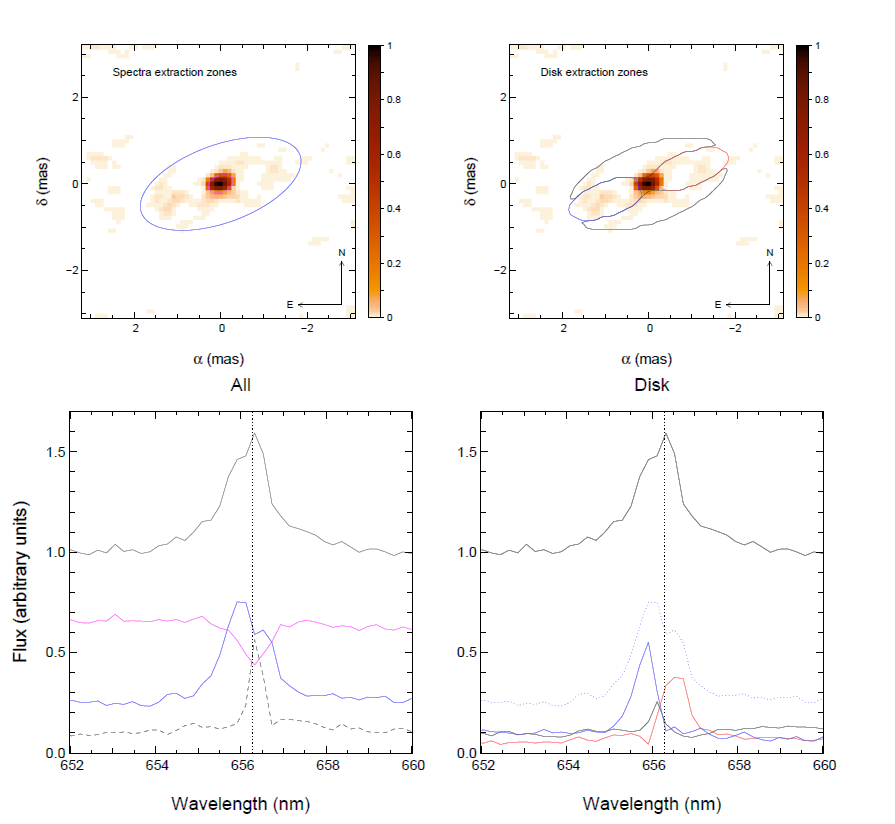 Spectra extraction zones
δ (mas)
2
0
−2
N
E
2
0
−2
α (mas)
1
0.8
0.6
0.4
0.2
0
Disk extraction zones
δ (mas)
2
0
−2
N
E
2
0
−2
α (mas)
1
0.8
0.6
0.4
0.2
0
All
Flux (arbitrary units)
1.5
1.0
0.5
0.0
652
654
656
658
660
Wavelength (nm)
Disk
1.5
1.0
0.5
0.0
652
654
656
658
660
Wavelength (nm)